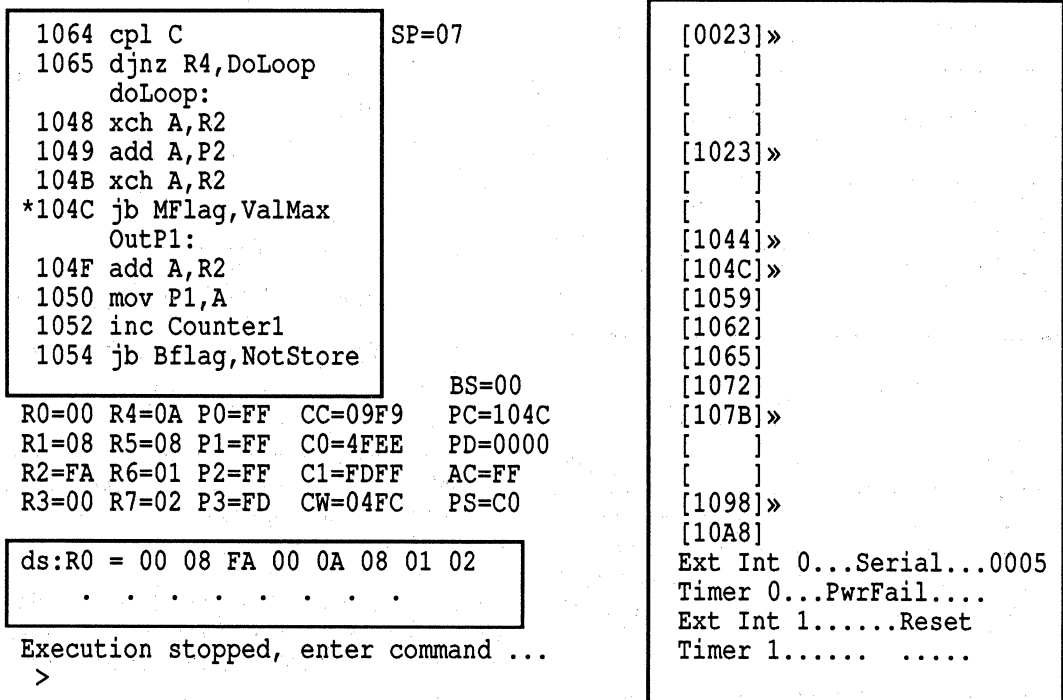 1064 cpl C
SP=07
1065 djnz R4,DoLoop
doLoop:
1048 xch A,R2
1049 add A,P2
104B xch A,R2
*104C jb MFlag,ValMax
OutP1:
104F add A,R2
1050 mov P1,A
1052 inc Counter1
1054 jb Bflag,NotStore
BS=00
R0=00 R4=0A P0=FF CC=09F9 PC=104C
R1=08 R5=08 P1=FF C0=4FEE PD=0000
R2=FA R6=01 P2=FF C1=FDFF AC=FF
R3=00 R7=02 P3=FD CW=04FC PS=C0
ds:R0 = 00 08 FA 00 0A 08 01 02
. . . . . . . .
Execution stopped, enter command ...
>
[0023]»
[    ]
[    ]
[    ]
[1023]»
[    ]
[    ]
[1044]»
[104C]»
[1059]
[1062]
[1065]
[1072]
[107B]»
[    ]
[    ]
[1098]»
[10A8]
Ext Int 0...Serial...0005
Timer 0...PwrFail....
Ext Int 1......Reset
Timer 1...... .....